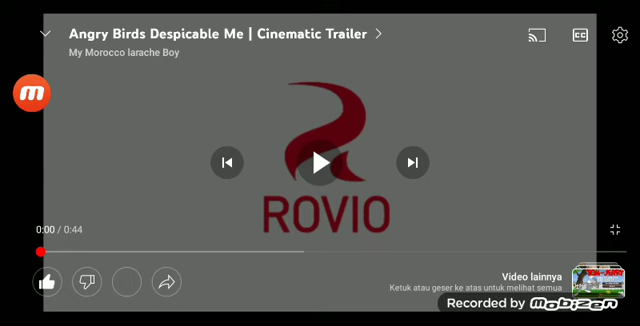 Angry Birds Despicable Me | Cinematic Trailer
My Morocco larache Boy
CC
m
ROVIO
0:00 / 0:44
Video lainnya
Ketuk atau geser ke atas untuk melihat semua
Recorded by Mobizen